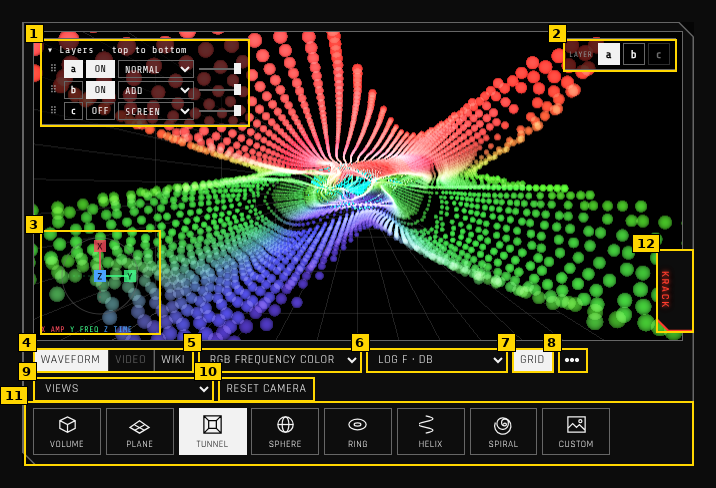 1
2
▾ Layers · top to bottom
a ON NORMAL
b ON ADD
c OFF SCREEN
LAYER a b c
3
X
Z Y
X AMP Y FREQ Z TIME
12
KRACK
4 5 6 7 8
WAVEFORM VIDEO WIKI RGB FREQUENCY COLOR LOG F · DB GRID •••
9 10
VIEWS RESET CAMERA
11
VOLUME PLANE TUNNEL SPHERE RING HELIX SPIRAL CUSTOM